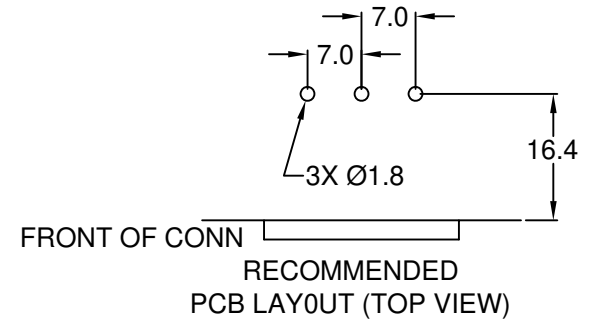 7.0
7.0
16.4
3X Ø1.8
FRONT OF CONN
RECOMMENDED
PCB LAY0UT (TOP VIEW)